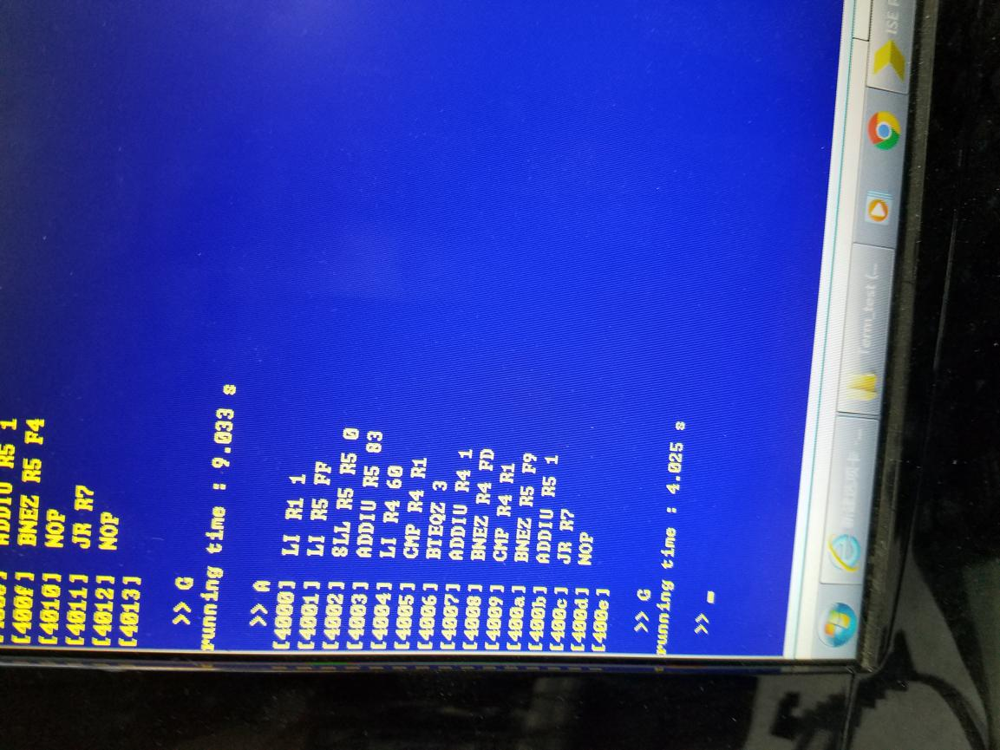 ADDIU R5 1
[400f] BNEZ R5 F4
[4010] NOP
[4011] JR R7
[4012] NOP
[4013]
>> G
running time : 9.033 s
>> A
[4000] LI R1 1
[4001] LI R5 FF
[4002] SLL R5 R5 0
[4003] ADDIU R5 83
[4004] LI R4 60
[4005] CMP R4 R1
[4006] BTEQZ 3
[4007] ADDIU R4 1
[4008] BNEZ R4 FD
[4009] CMP R4 R1
[400a] BNEZ R5 F9
[400b] ADDIU R5 1
[400c] JR R7
[400d] NOP
[400e]
>> G
running time : 4.025 s
>>
Term_test (...
ISE